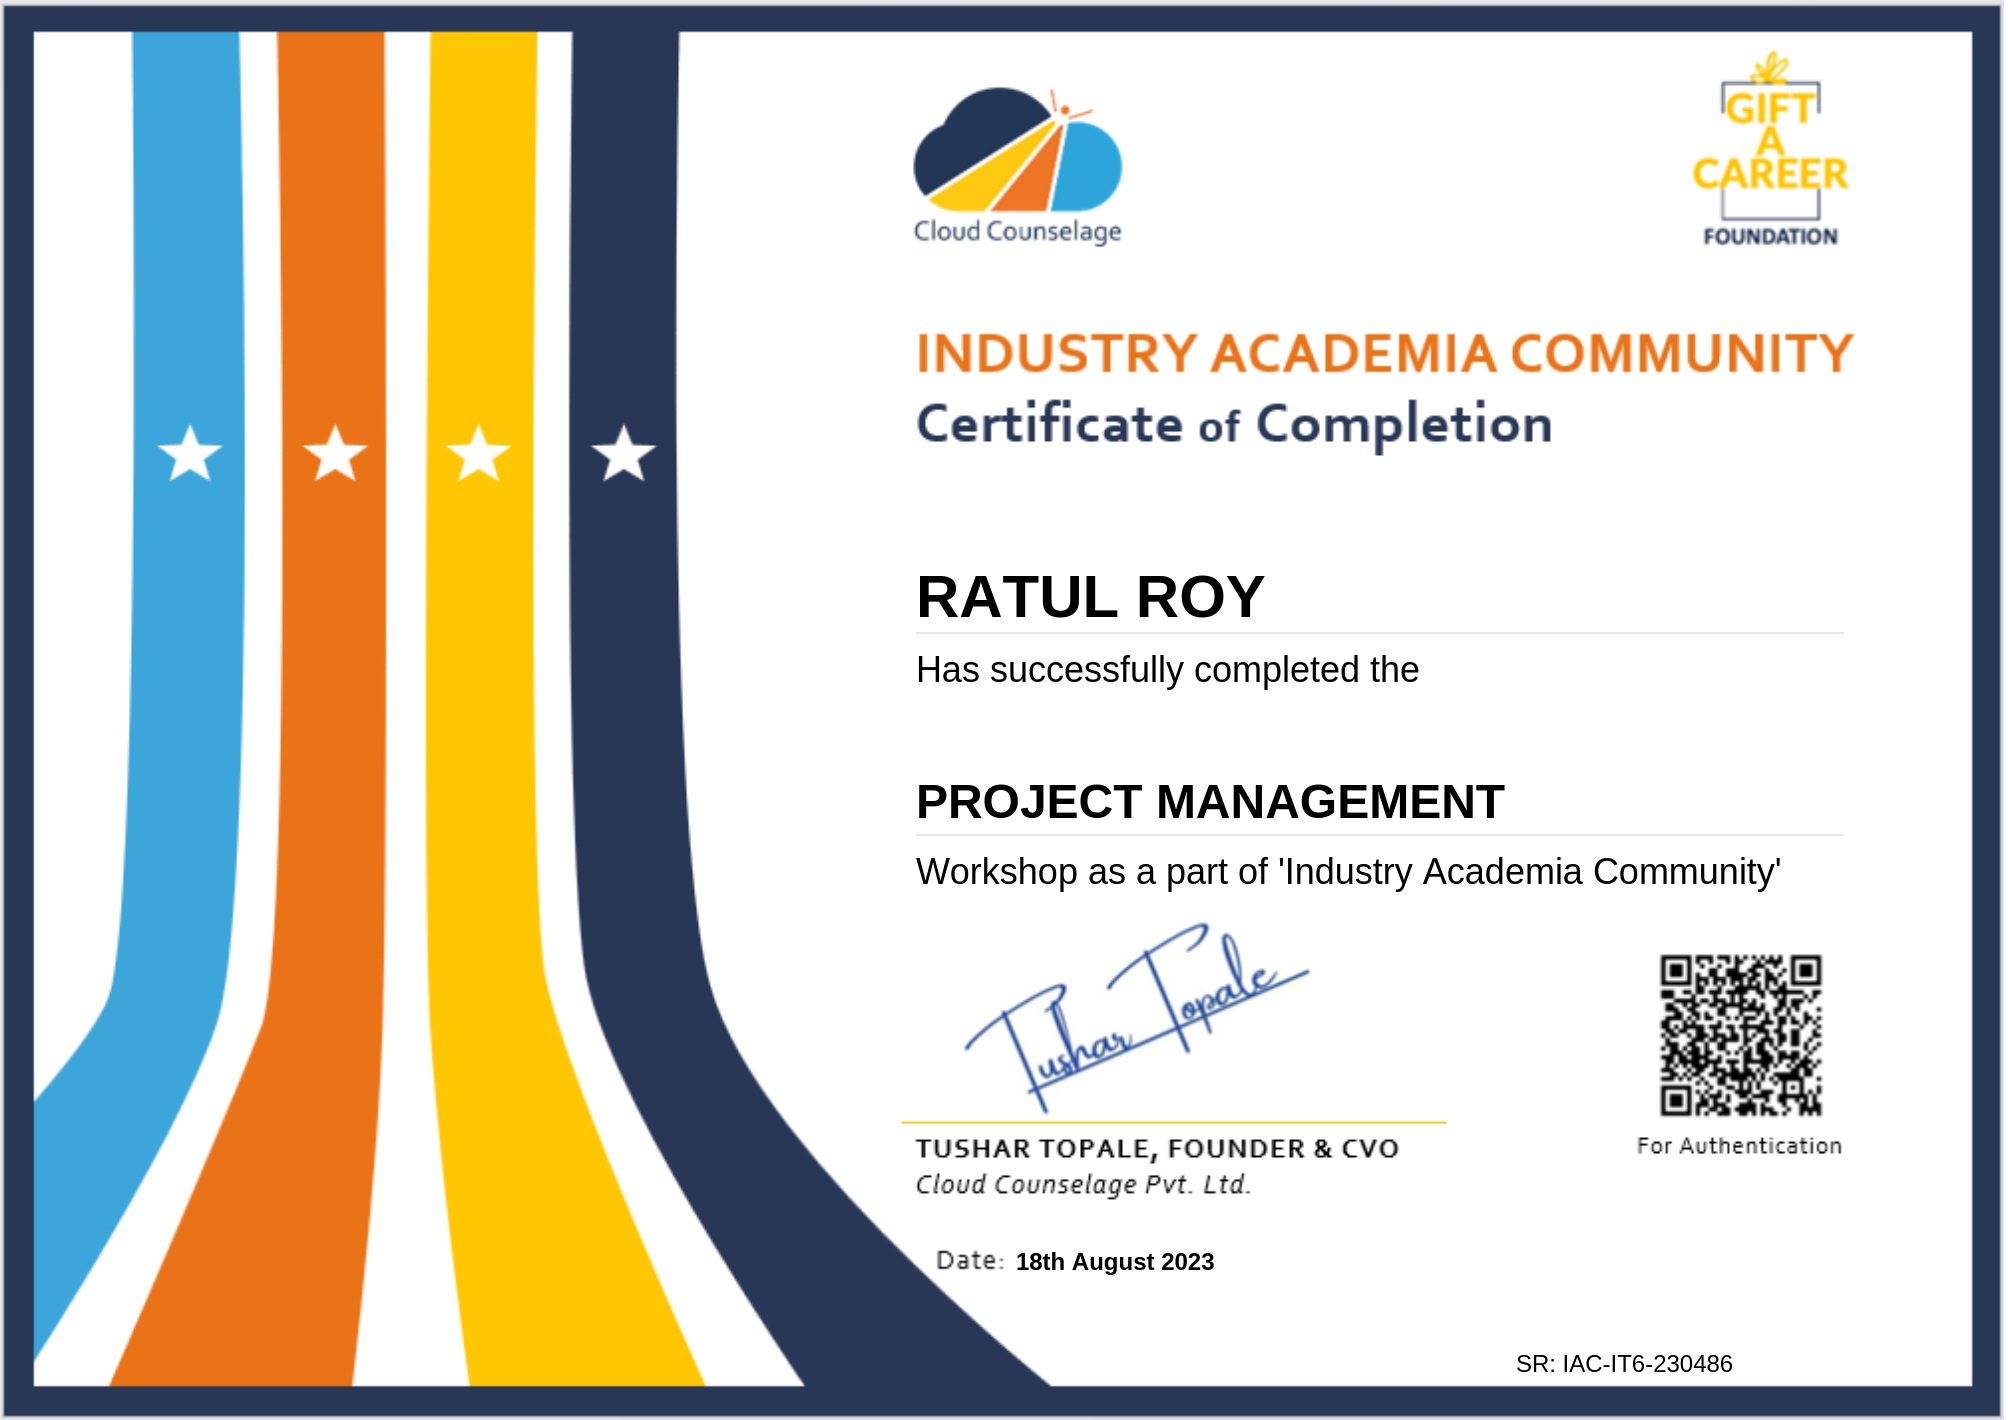 Cloud Counselage
GIFT
A
CAREER
FOUNDATION
INDUSTRY ACADEMIA COMMUNITY
Certificate of Completion
RATUL ROY
Has successfully completed the
PROJECT MANAGEMENT
Workshop as a part of 'Industry Academia Community'
Tushar Topale
TUSHAR TOPALE, FOUNDER & CVO
Cloud Counselage Pvt. Ltd.
For Authentication
Date: 18th August 2023
SR: IAC-IT6-230486